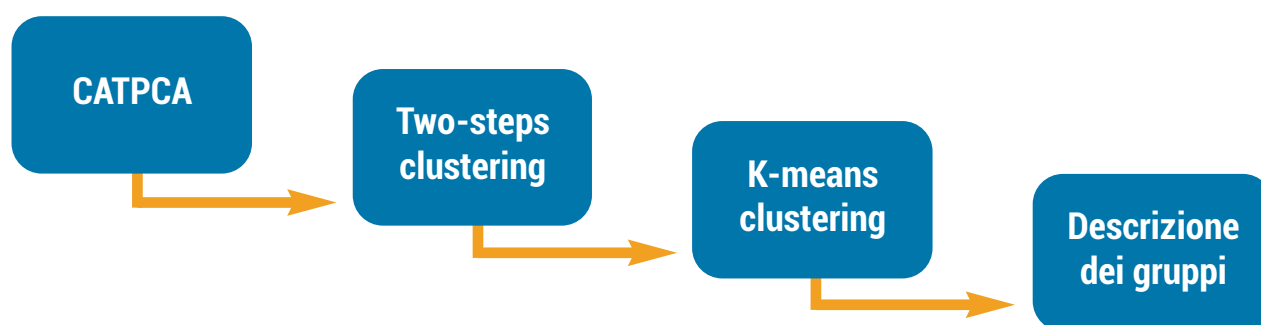 CATPCA
Two-steps
clustering
K-means
clustering
Descrizione
dei gruppi